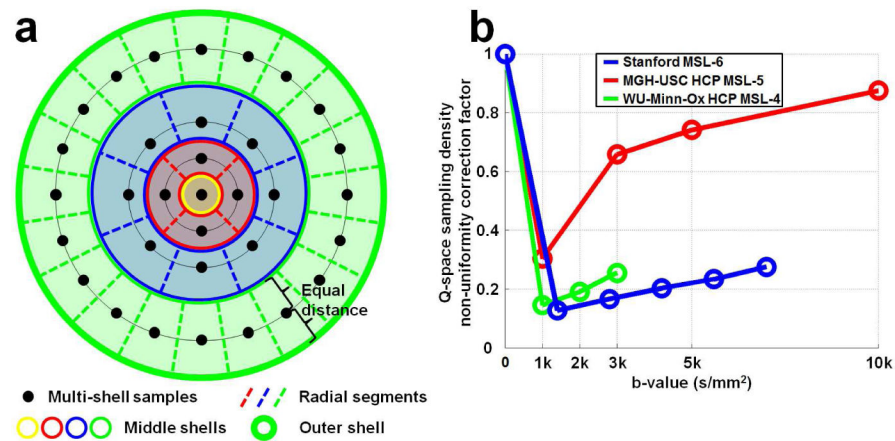 a
Equal
distance
Multi-shell samples
Radial segments
Middle shells
Outer shell
b
Q-space sampling density
non-uniformity correction factor
1
0.8
0.6
0.4
0.2
0
Stanford MSL-6
MGH-USC HCP MSL-5
WU-Minn-Ox HCP MSL-4
0 1k 2k 3k 5k 10k
b-value (s/mm²)